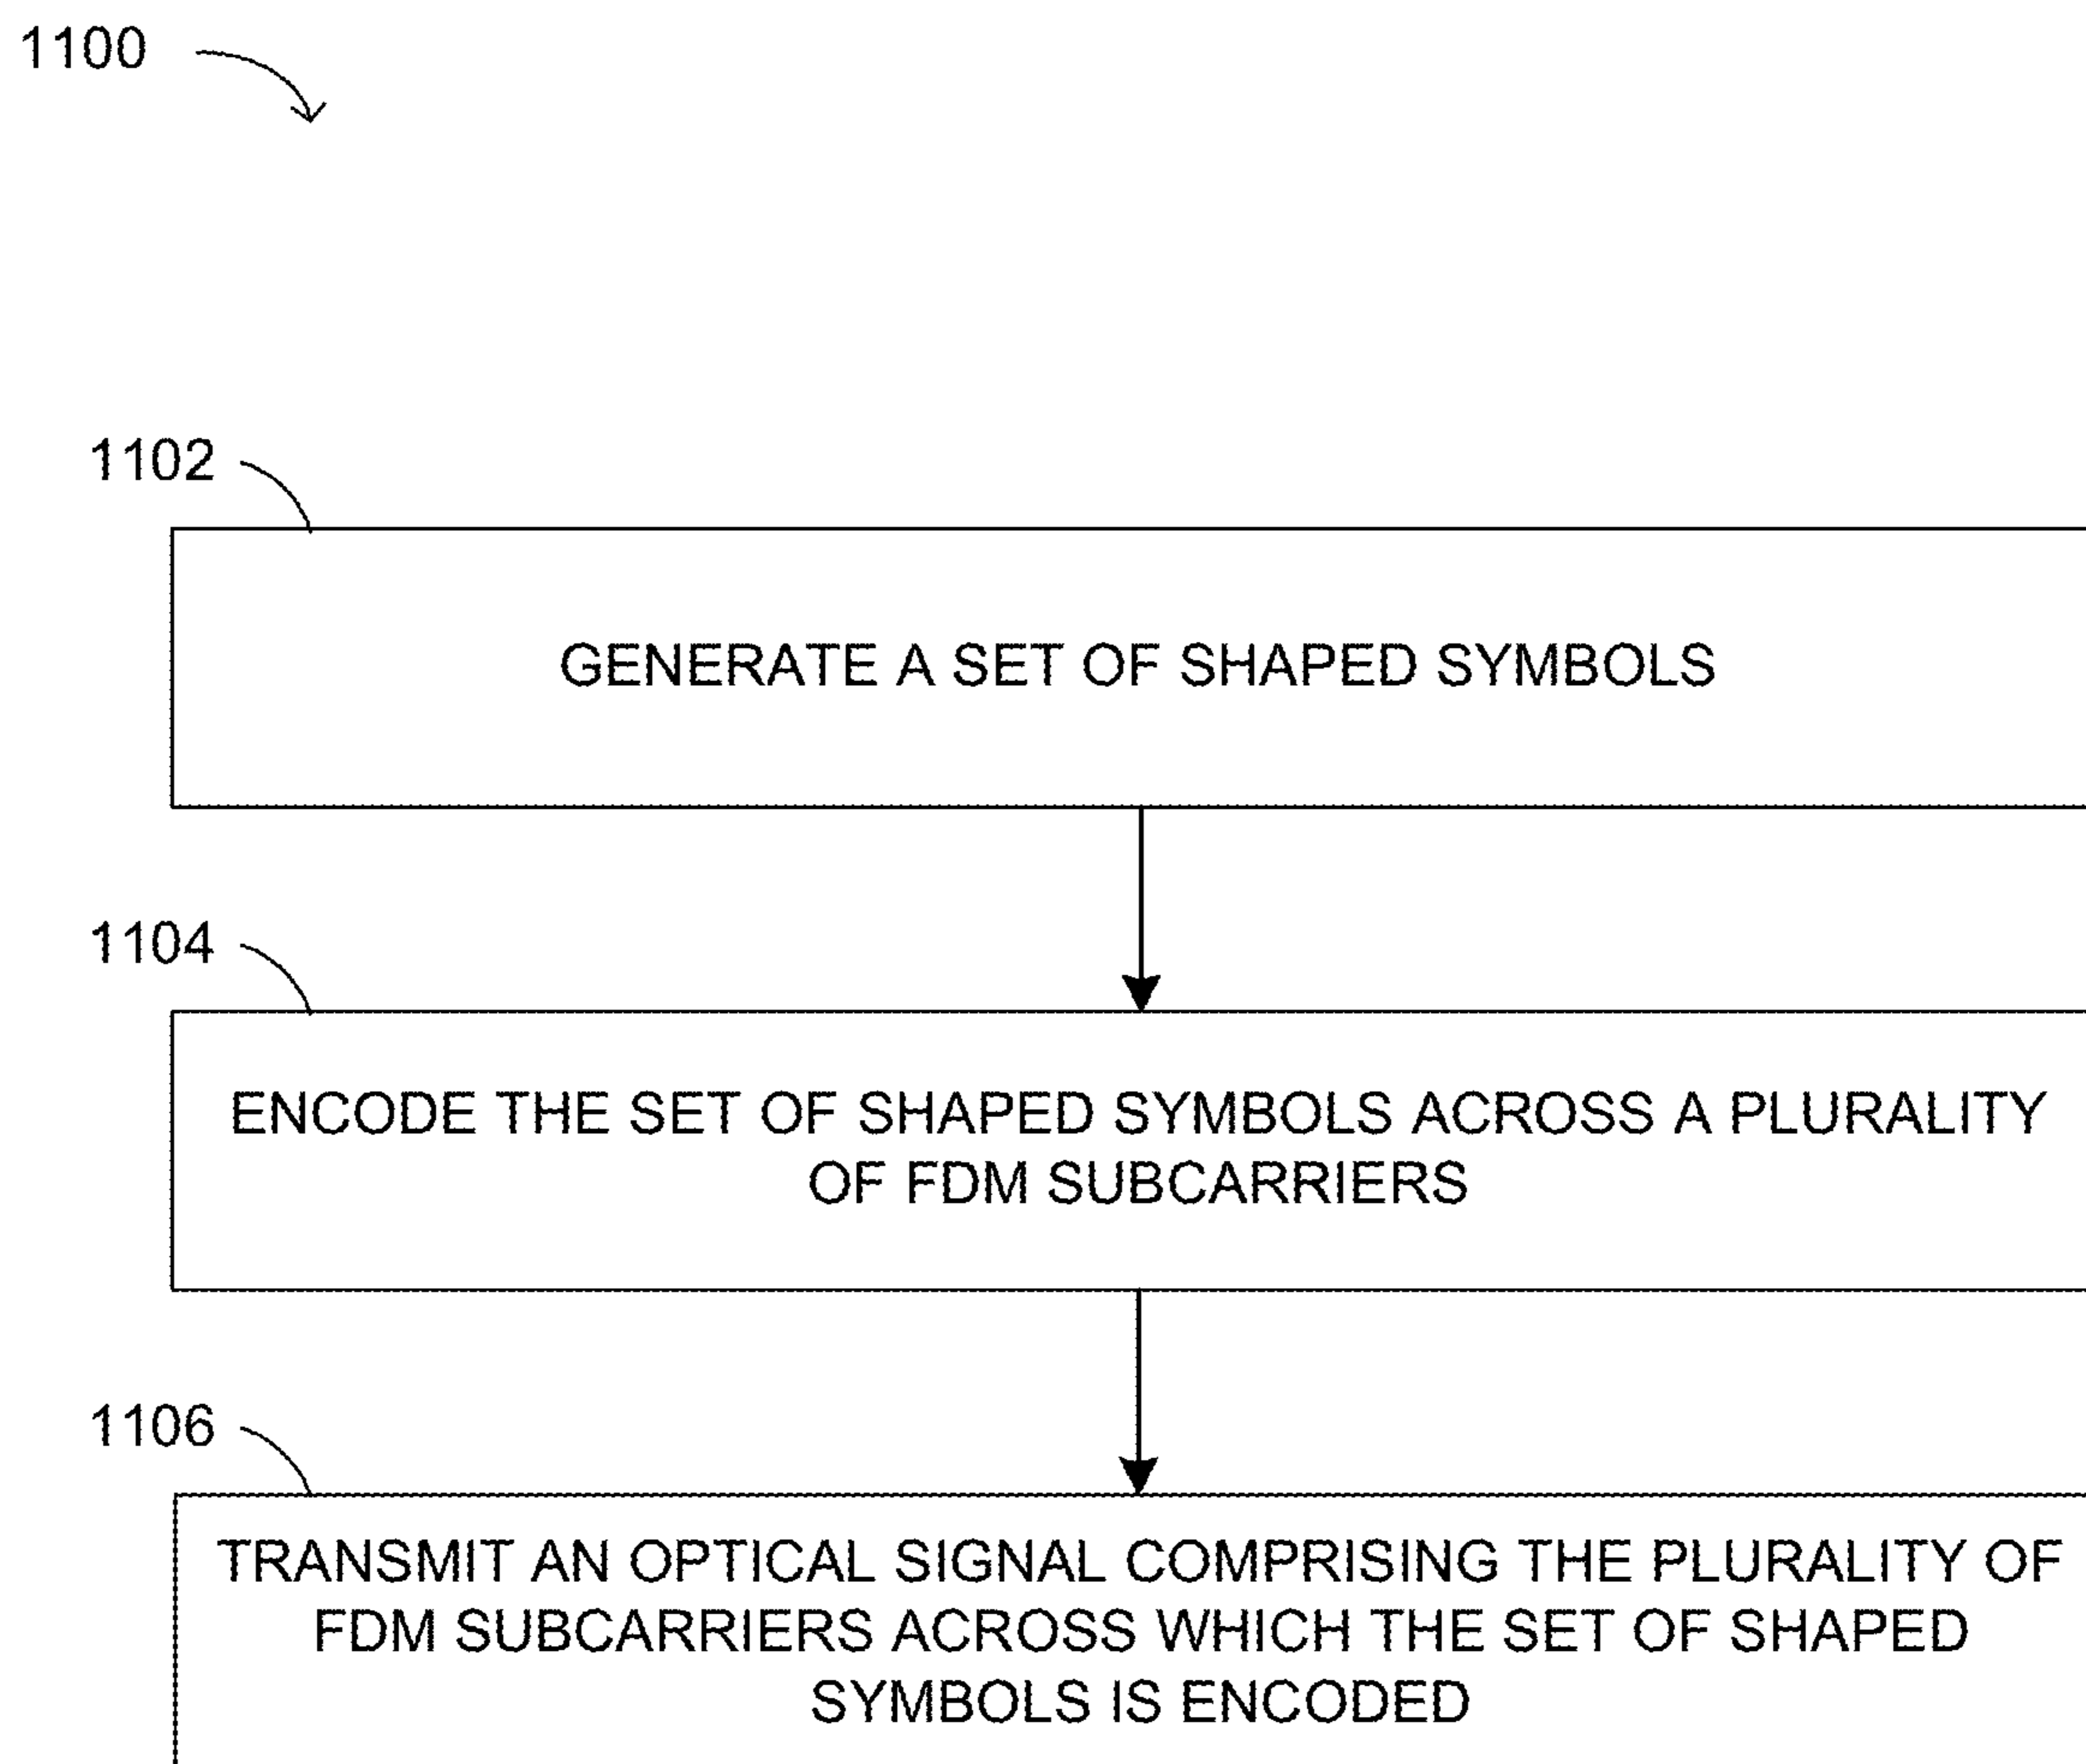 1100
1102
GENERATE A SET OF SHAPED SYMBOLS
1104
ENCODE THE SET OF SHAPED SYMBOLS ACROSS A PLURALITY
OF FDM SUBCARRIERS
1106
TRANSMIT AN OPTICAL SIGNAL COMPRISING THE PLURALITY OF
FDM SUBCARRIERS ACROSS WHICH THE SET OF SHAPED
SYMBOLS IS ENCODED